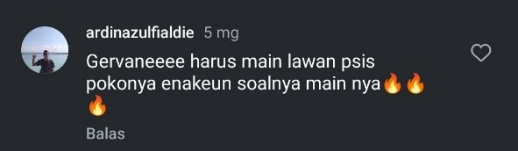 ardinazulfialdie 5 mg
Gervaneeee harus main lawan psis
pokonya enakeun soalnya main nya🔥🔥
🔥
Balas